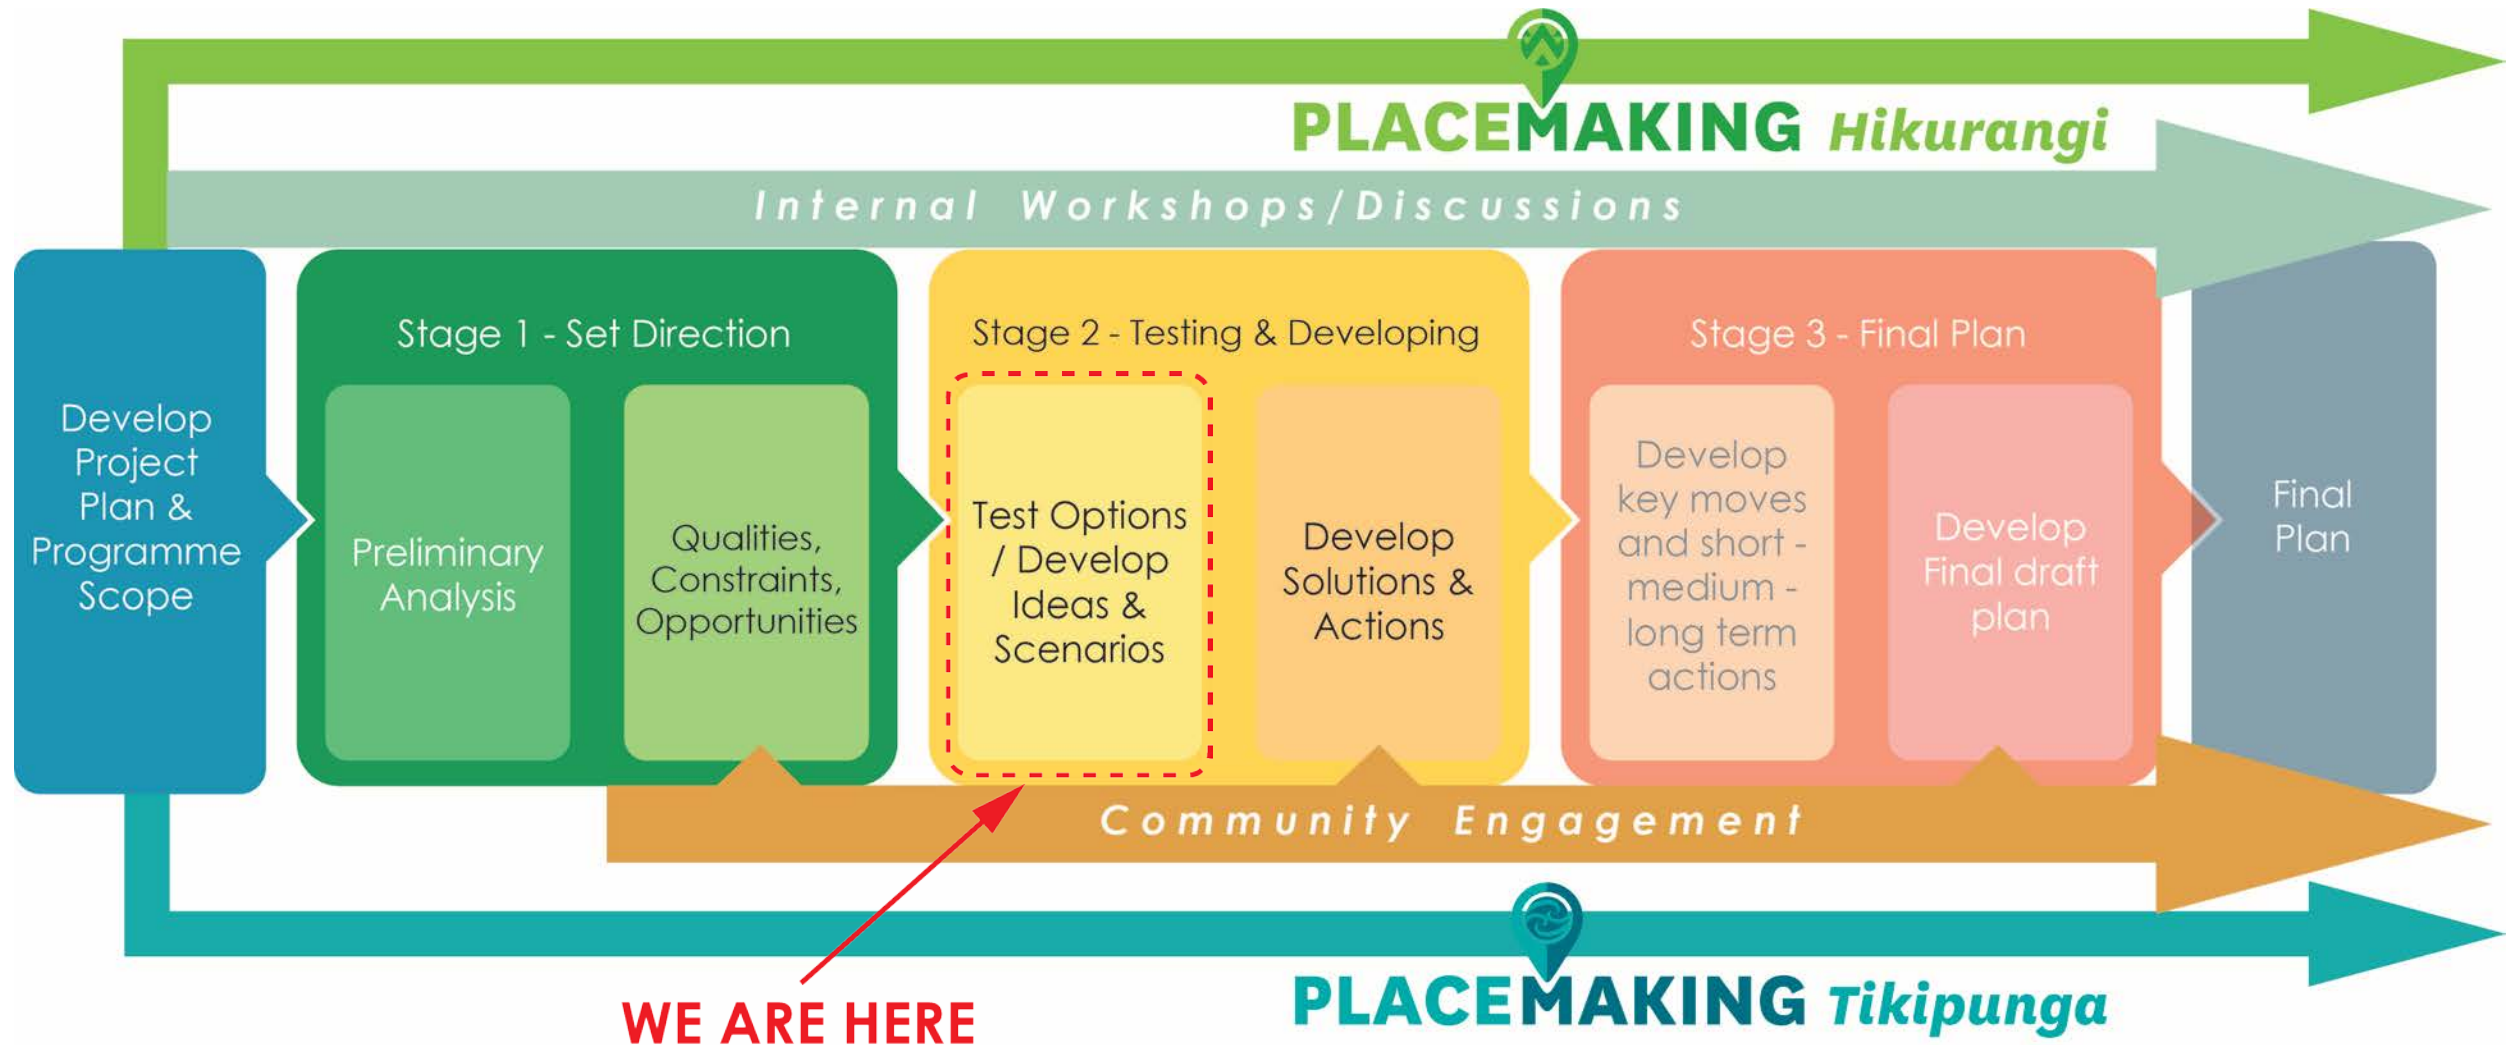 PLACEMAKING Hikurangi
Internal Workshops/Discussions
Develop
Project
Plan &
Programme
Scope
Stage 1 - Set Direction
Preliminary
Analysis
Qualities,
Constraints,
Opportunities
Stage 2 - Testing & Developing
Test Options
/ Develop
Ideas &
Scenarios
Develop
Solutions &
Actions
Stage 3 - Final Plan
Develop
key moves
and short -
medium -
long term
actions
Develop
Final draft
plan
Final
Plan
Community Engagement
WE ARE HERE
PLACEMAKING Tikipunga